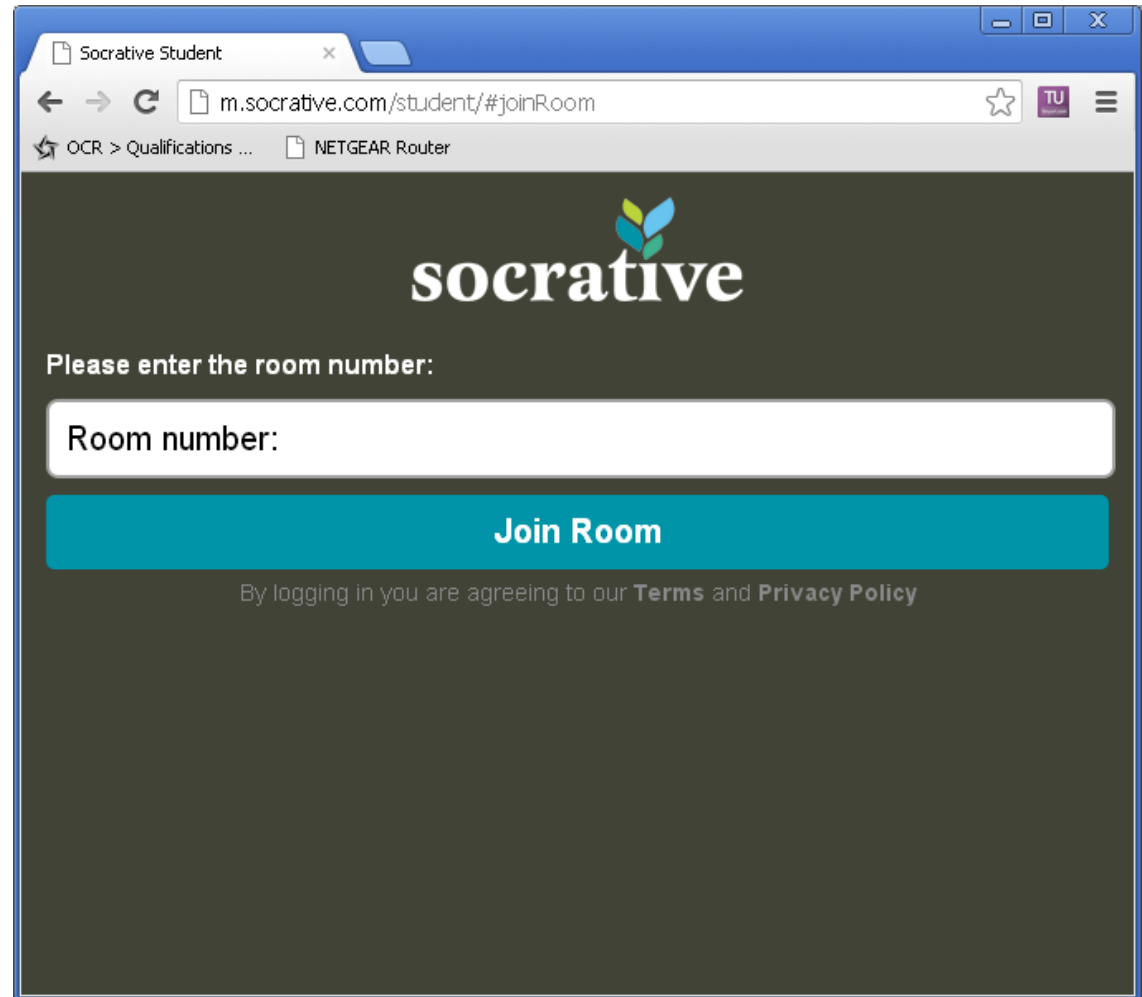 Socrative Student
m.socrative.com/student/#joinRoom
TU
OCR > Qualifications ...
NETGEAR Router
socrative
Please enter the room number:
Room number:
Join Room
By logging in you are agreeing to our Terms and Privacy Policy